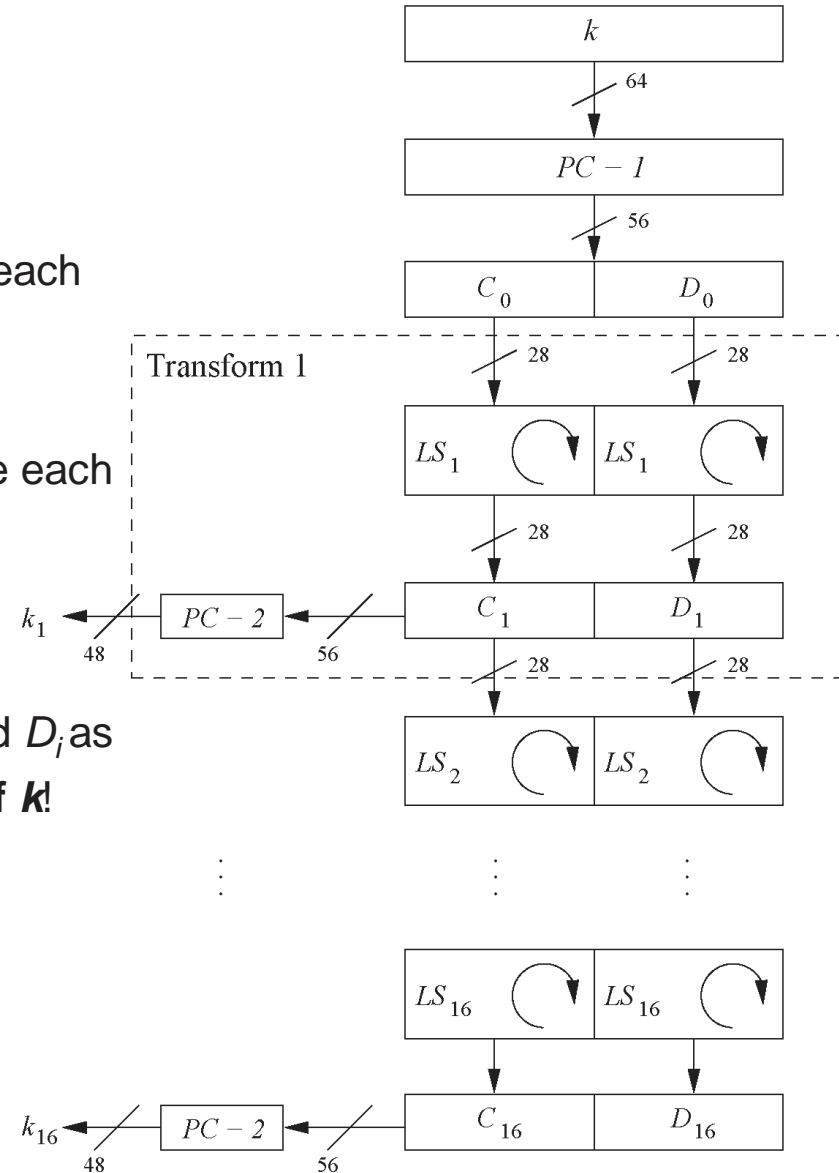 k
64
PC − 1
56
each
C0 D0
Transform 1
28 28
LS1 LS1
e each
28 28
k1 PC − 2 C1 D1
48 56
28 28
d Di as
LS2 LS2
f k!
⋮ ⋮ ⋮
LS16 LS16
k16 PC − 2 C16 D16
48 56